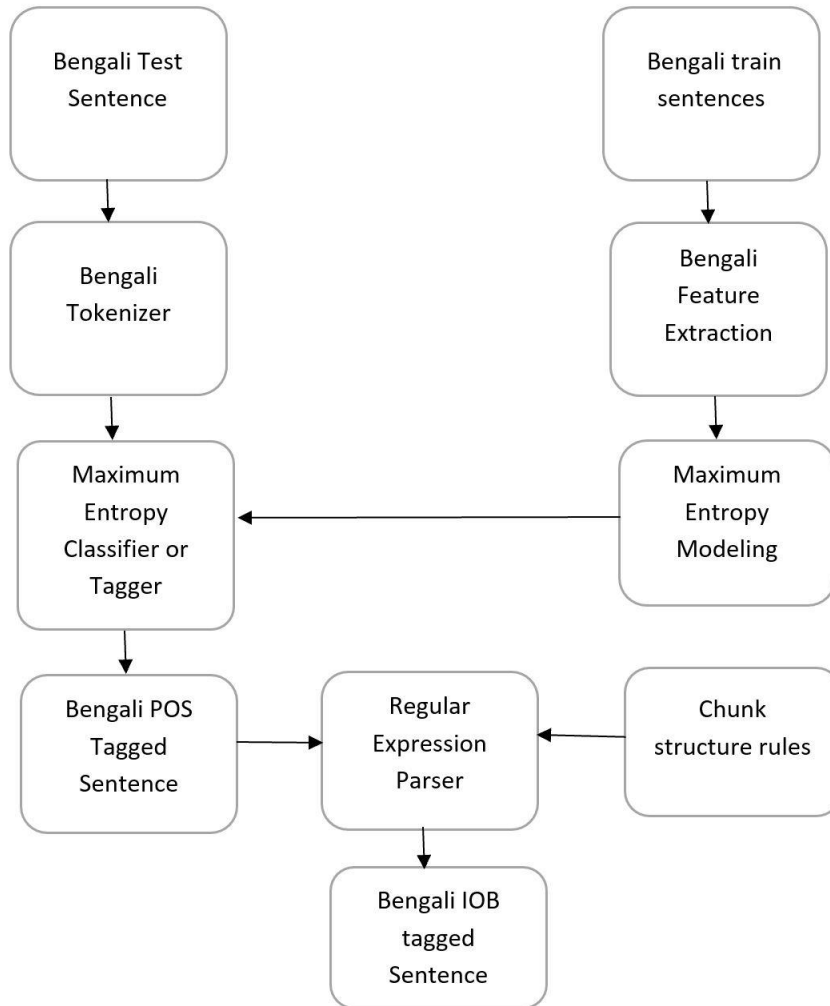 Bengali Test
Sentence
Bengali train
sentences
Bengali
Tokenizer
Bengali
Feature
Extraction
Maximum
Entropy
Classifier or
Tagger
Maximum
Entropy
Modeling
Bengali POS
Tagged
Sentence
Regular
Expression
Parser
Chunk
structure rules
Bengali IOB
tagged
Sentence